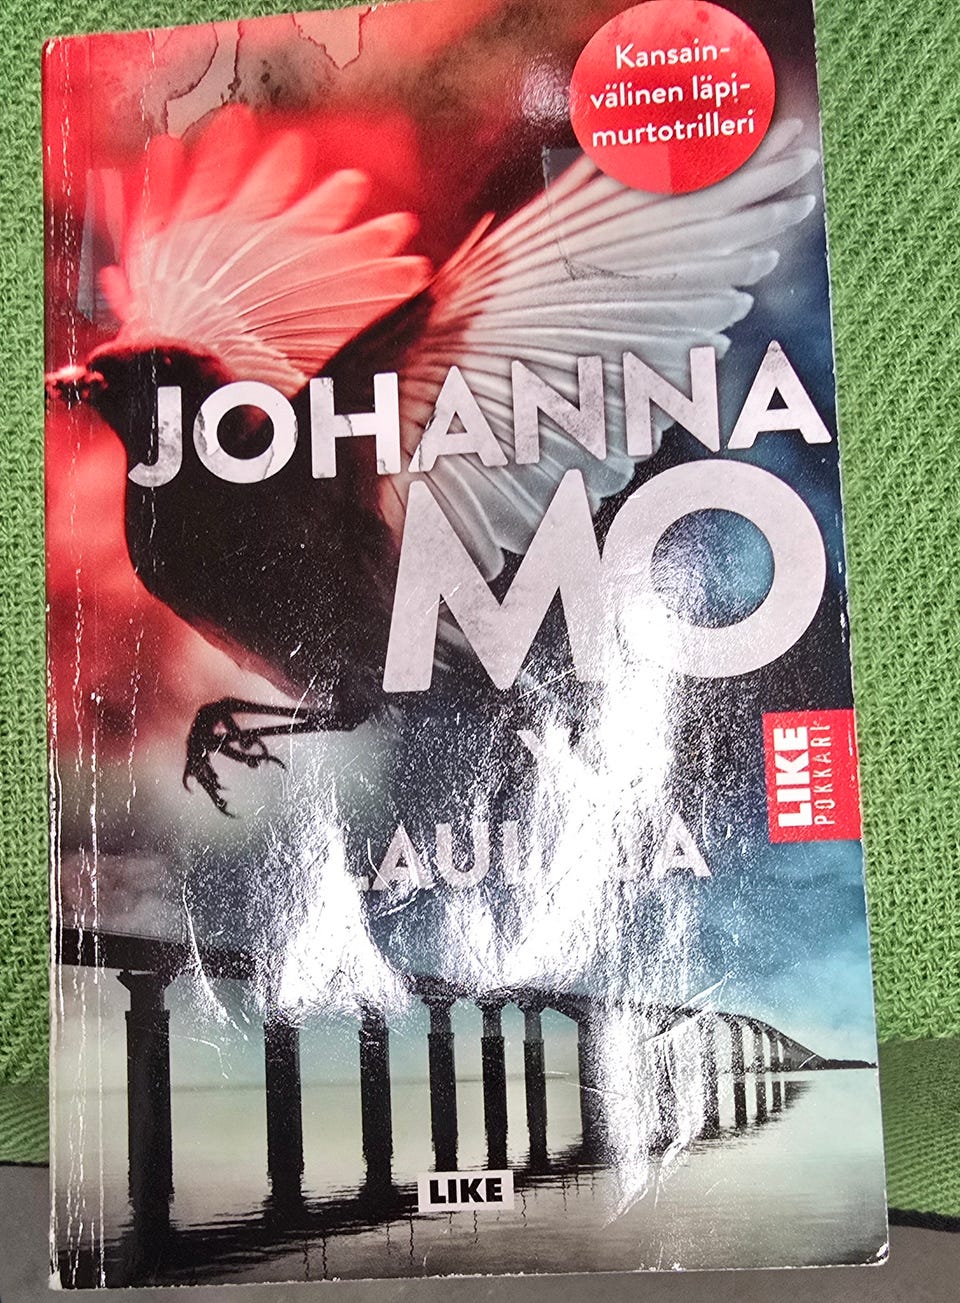 Kansain-
välinen läpi-
murtotrilleri
JOHANNA
MO
LIKE
POKKARI
LIKE